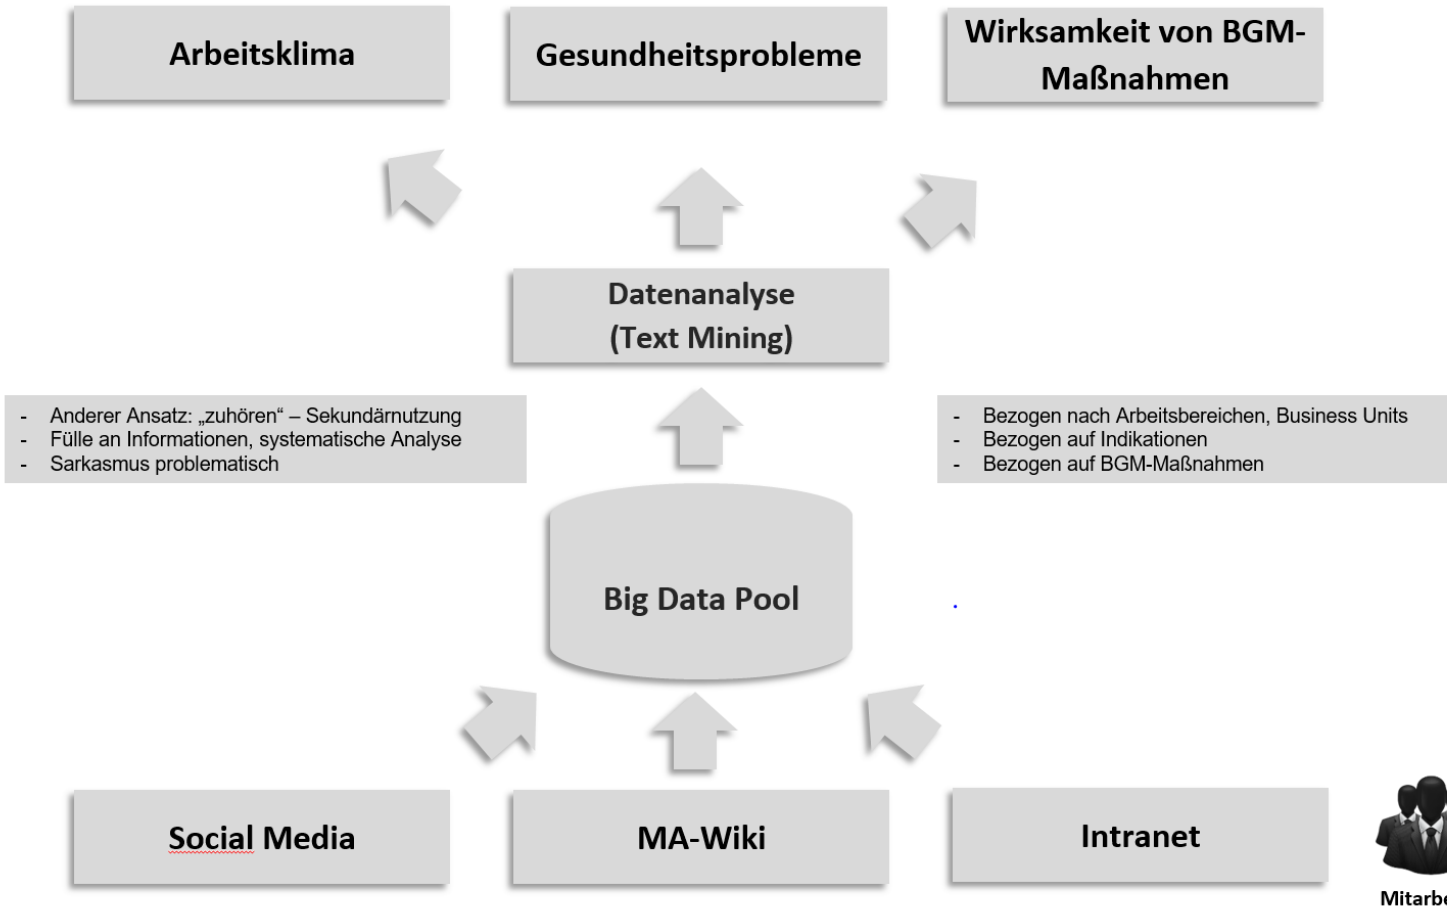 Arbeitsklima
Gesundheitsprobleme
Wirksamkeit von BGM-
Maßnahmen
Datenanalyse
(Text Mining)
- Anderer Ansatz: „zuhören“ – Sekundärnutzung
- Fülle an Informationen, systematische Analyse
- Sarkasmus problematisch
- Bezogen nach Arbeitsbereichen, Business Units
- Bezogen auf Indikationen
- Bezogen auf BGM-Maßnahmen
Big Data Pool
Social Media
MA-Wiki
Intranet